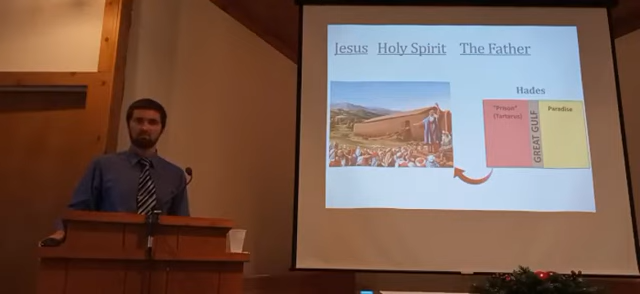 Jesus Holy Spirit The Father
Hades
"Prison"
(Tartarus)
GREAT GULF
Paradise